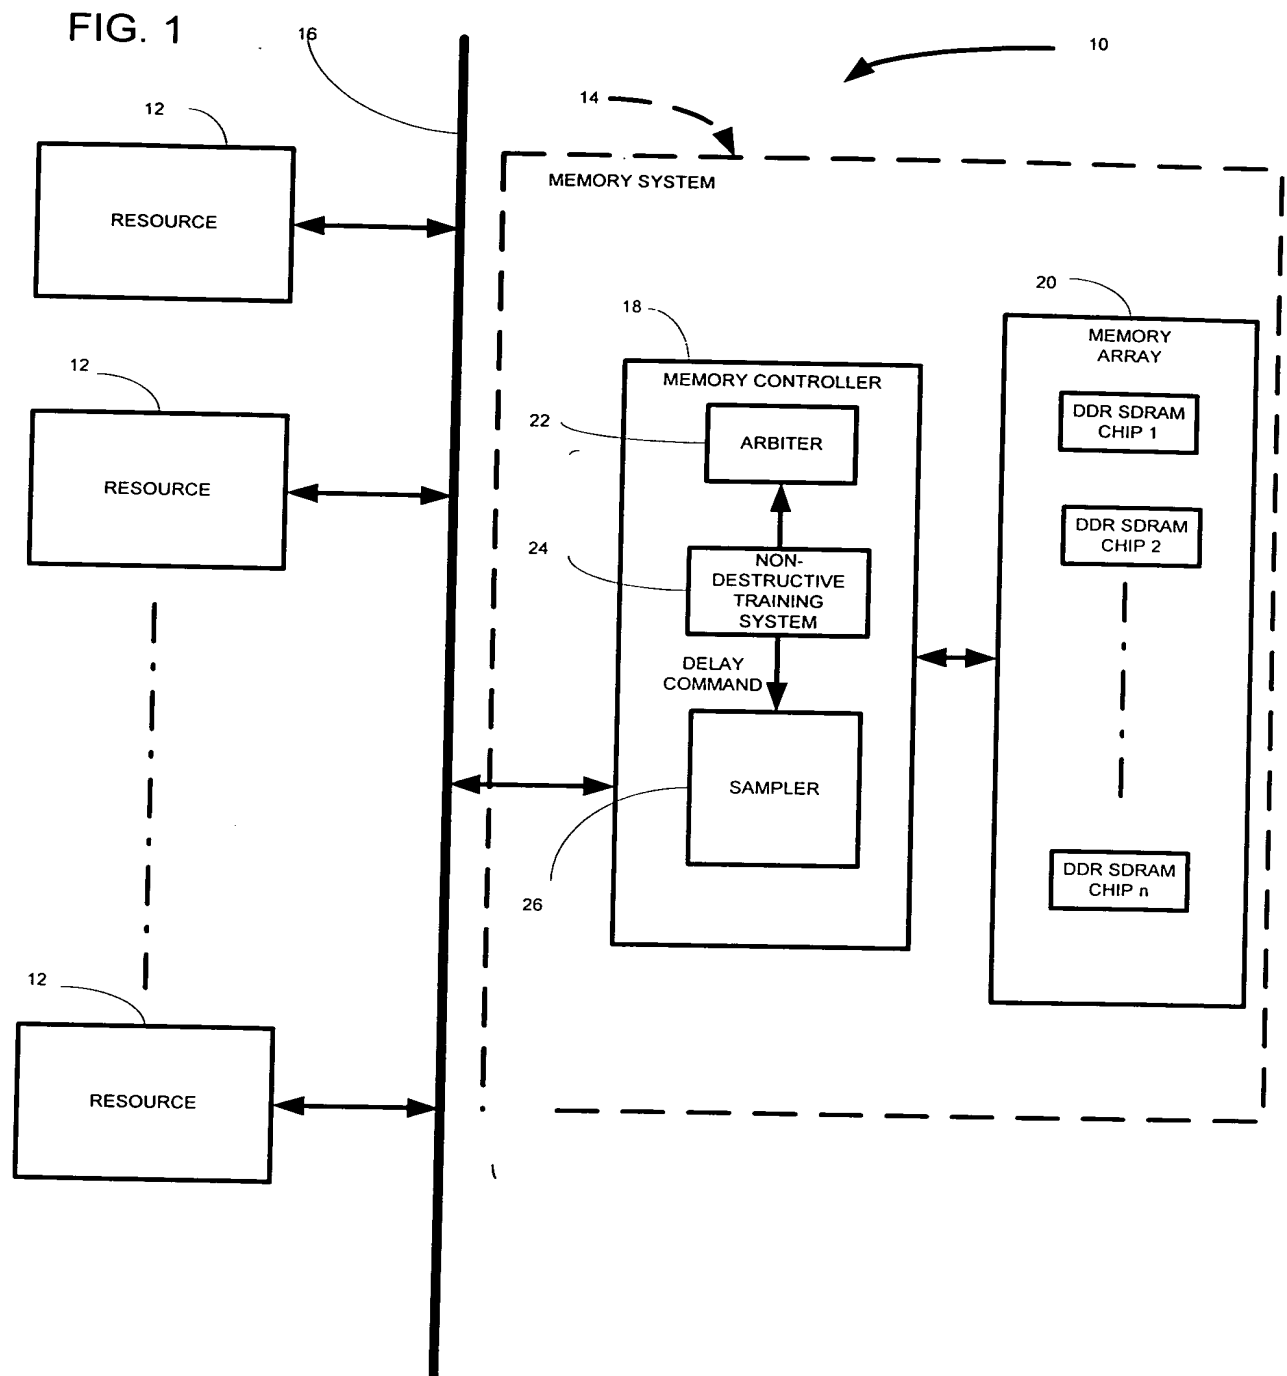 FIG. 1
16
10
14
12
MEMORY SYSTEM
RESOURCE
20
18
MEMORY
ARRAY
12
MEMORY CONTROLLER
DDR SDRAM
CHIP 1
22
ARBITER
RESOURCE
DDR SDRAM
CHIP 2
24
NON-
DESTRUCTIVE
TRAINING
SYSTEM
DELAY
COMMAND
SAMPLER
DDR SDRAM
CHIP n
26
12
RESOURCE